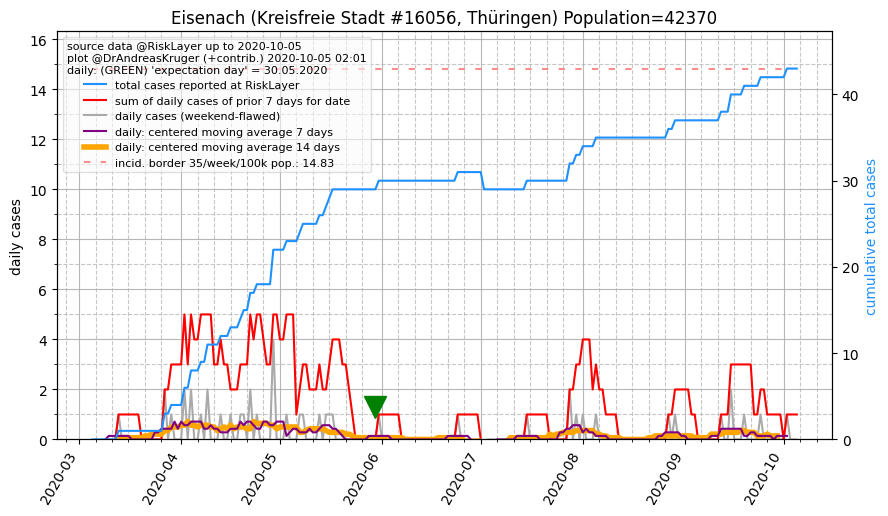 Eisenach (Kreisfreie Stadt #16056, Thüringen) Population=42370
source data @RiskLayer up to 2020-10-05
plot @DrAndreasKruger (+contrib.) 2020-10-05 02:01
daily: (GREEN) 'expectation day' = 30.05.2020
total cases reported at RiskLayer
sum of daily cases of prior 7 days for date
daily cases (weekend-flawed)
daily: centered moving average 7 days
daily: centered moving average 14 days
incid. border 35/week/100k pop.: 14.83
daily cases
16
14
12
10
8
6
4
2
0
cumulative total cases
40
30
20
10
0
2020-03
2020-04
2020-05
2020-06
2020-07
2020-08
2020-09
2020-10